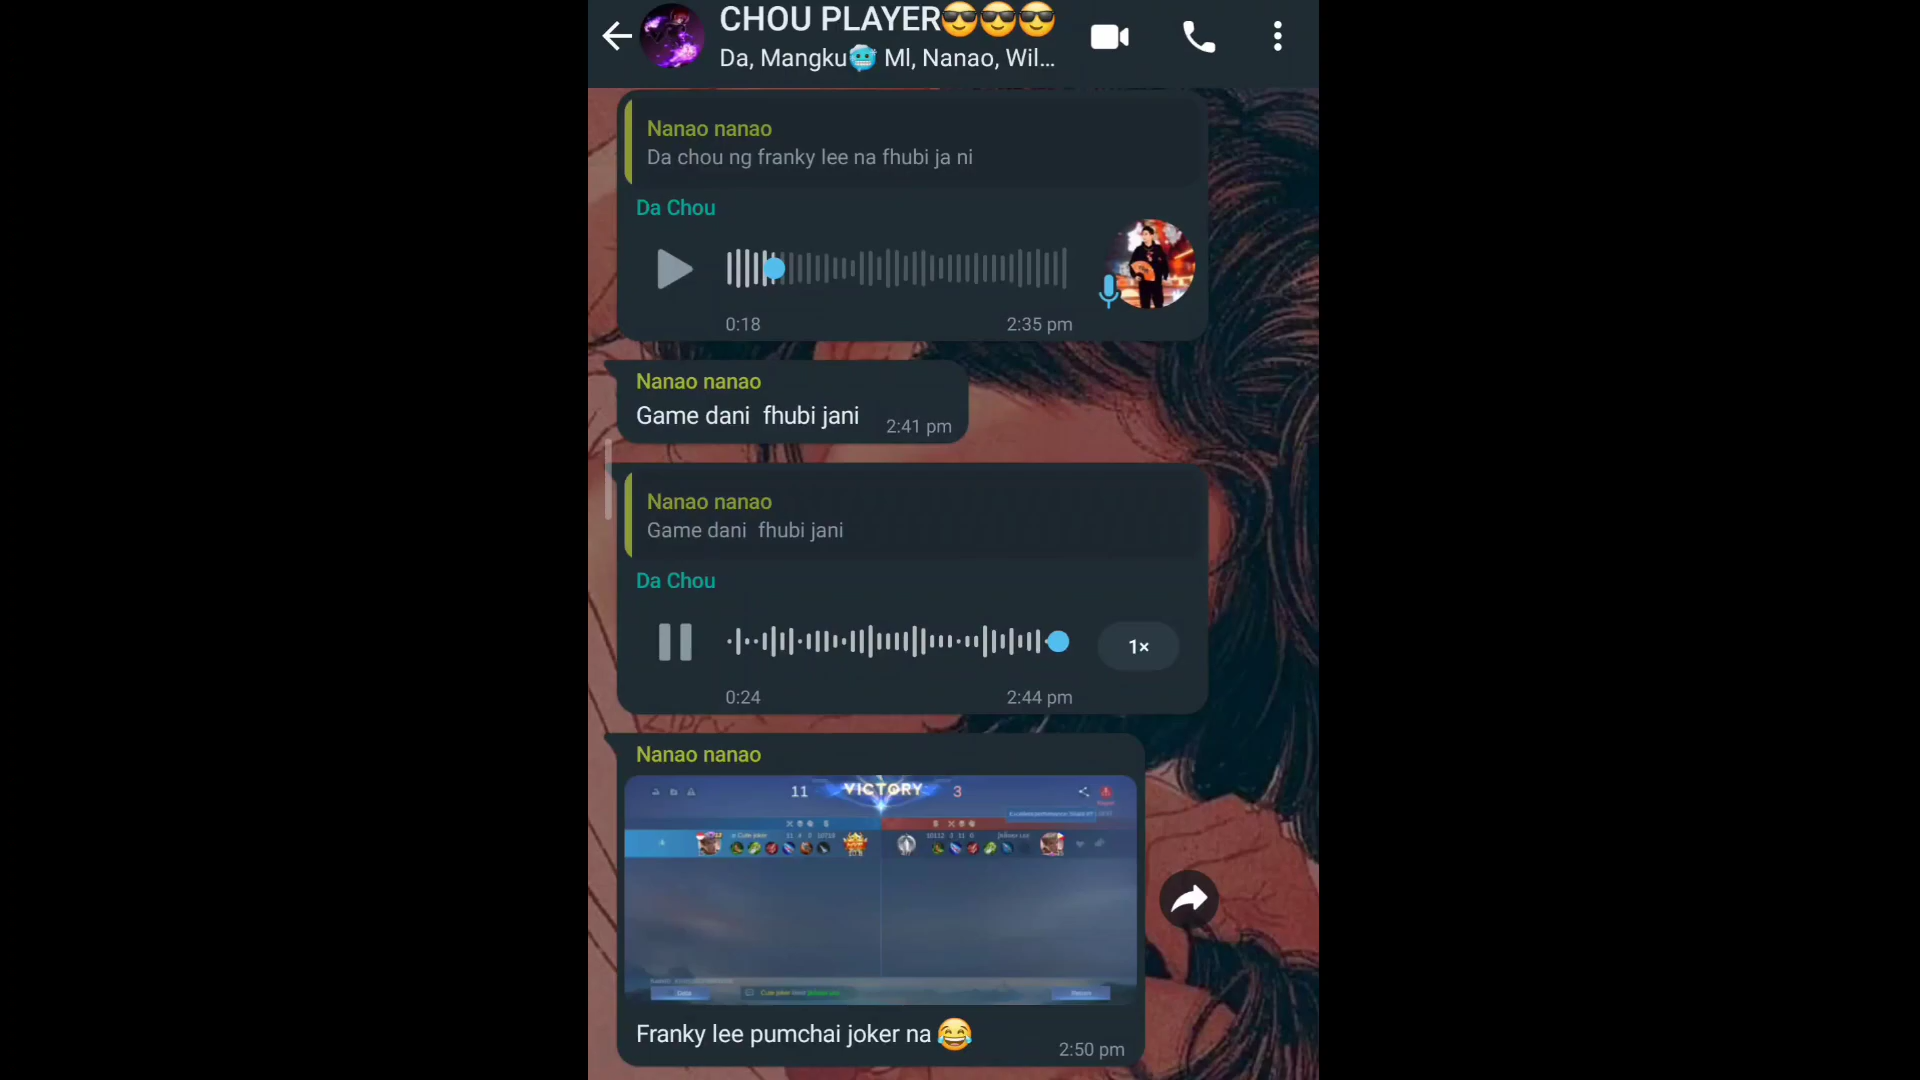 CHOU PLAYER😎😎😎
Da, Mangku🥶 Ml, Nanao, Wil...
Nanao nanao
Da chou ng franky lee na fhubi ja ni
Da Chou
0:18 2:35 pm
Nanao nanao
Game dani fhubi jani
2:41 pm
Nanao nanao
Game dani fhubi jani
Da Chou
1×
0:24 2:44 pm
Nanao nanao
11 VICTORY 3
Franky lee pumchai joker na 😂
2:50 pm